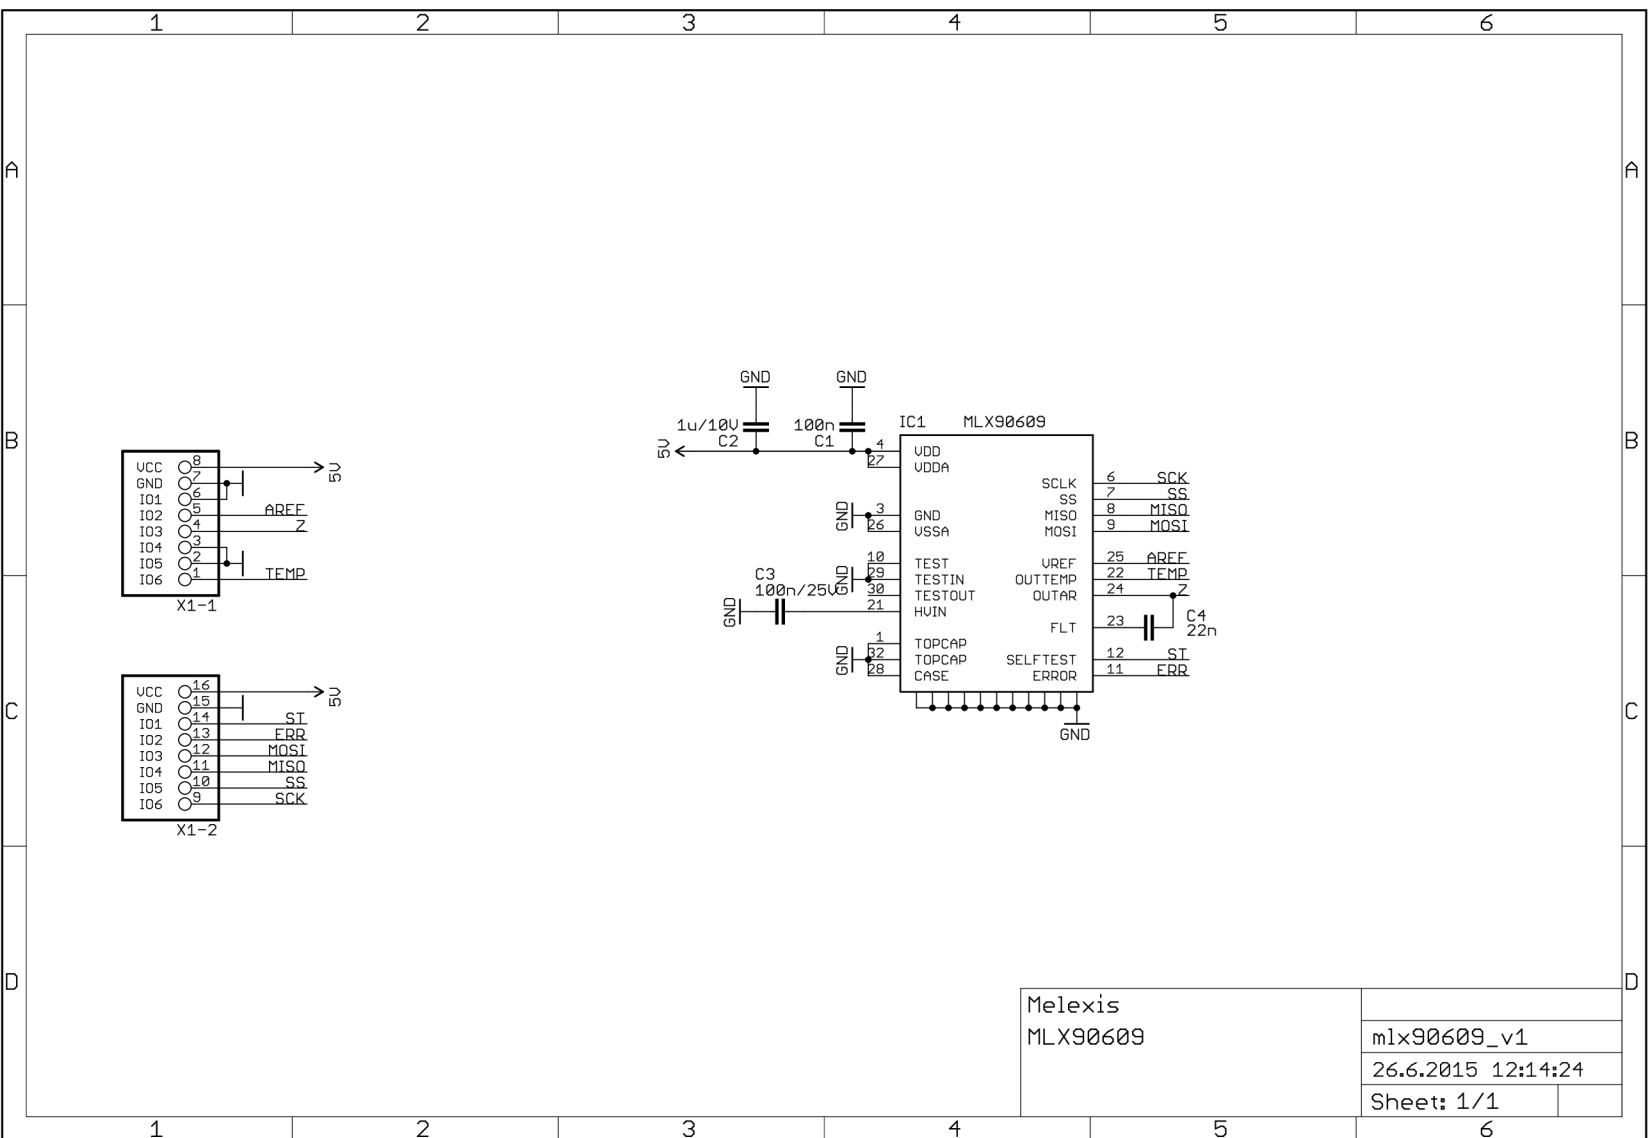 1 2 3 4 5 6
A A
GND GND
1u/10V 100n IC1 MLX90609
B C2 C1 B
5V
4 VDD
27 VDDA
SCLK 6 SCK
SS 7 SS
3 GND MISO 8 MISO
GND
26 VSSA MOSI 9 MOSI
10 TEST VREF 25 AREF
GND
29 TESTIN OUTTEMP 22 TEMP
30 TESTOUT OUTAR 24 Z
C3
100n/25V
GND
21 HVIN
FLT 23 C4
22n
1 TOPCAP
GND
32 TOPCAP SELFTEST 12 ST
28 CASE ERROR 11 ERR
GND
VCC 8 5V
GND 7
IO1 6
IO2 5 AREF
IO3 4 Z
IO4 3
IO5 2
IO6 1 TEMP
X1-1
VCC 16 5V
GND 15
IO1 14 ST
IO2 13 ERR
IO3 12 MOSI
IO4 11 MISO
IO5 10 SS
IO6 9 SCK
X1-2
C C
D D
Melexis
MLX90609
mlx90609_v1
26.6.2015 12:14:24
Sheet: 1/1
1 2 3 4 5 6